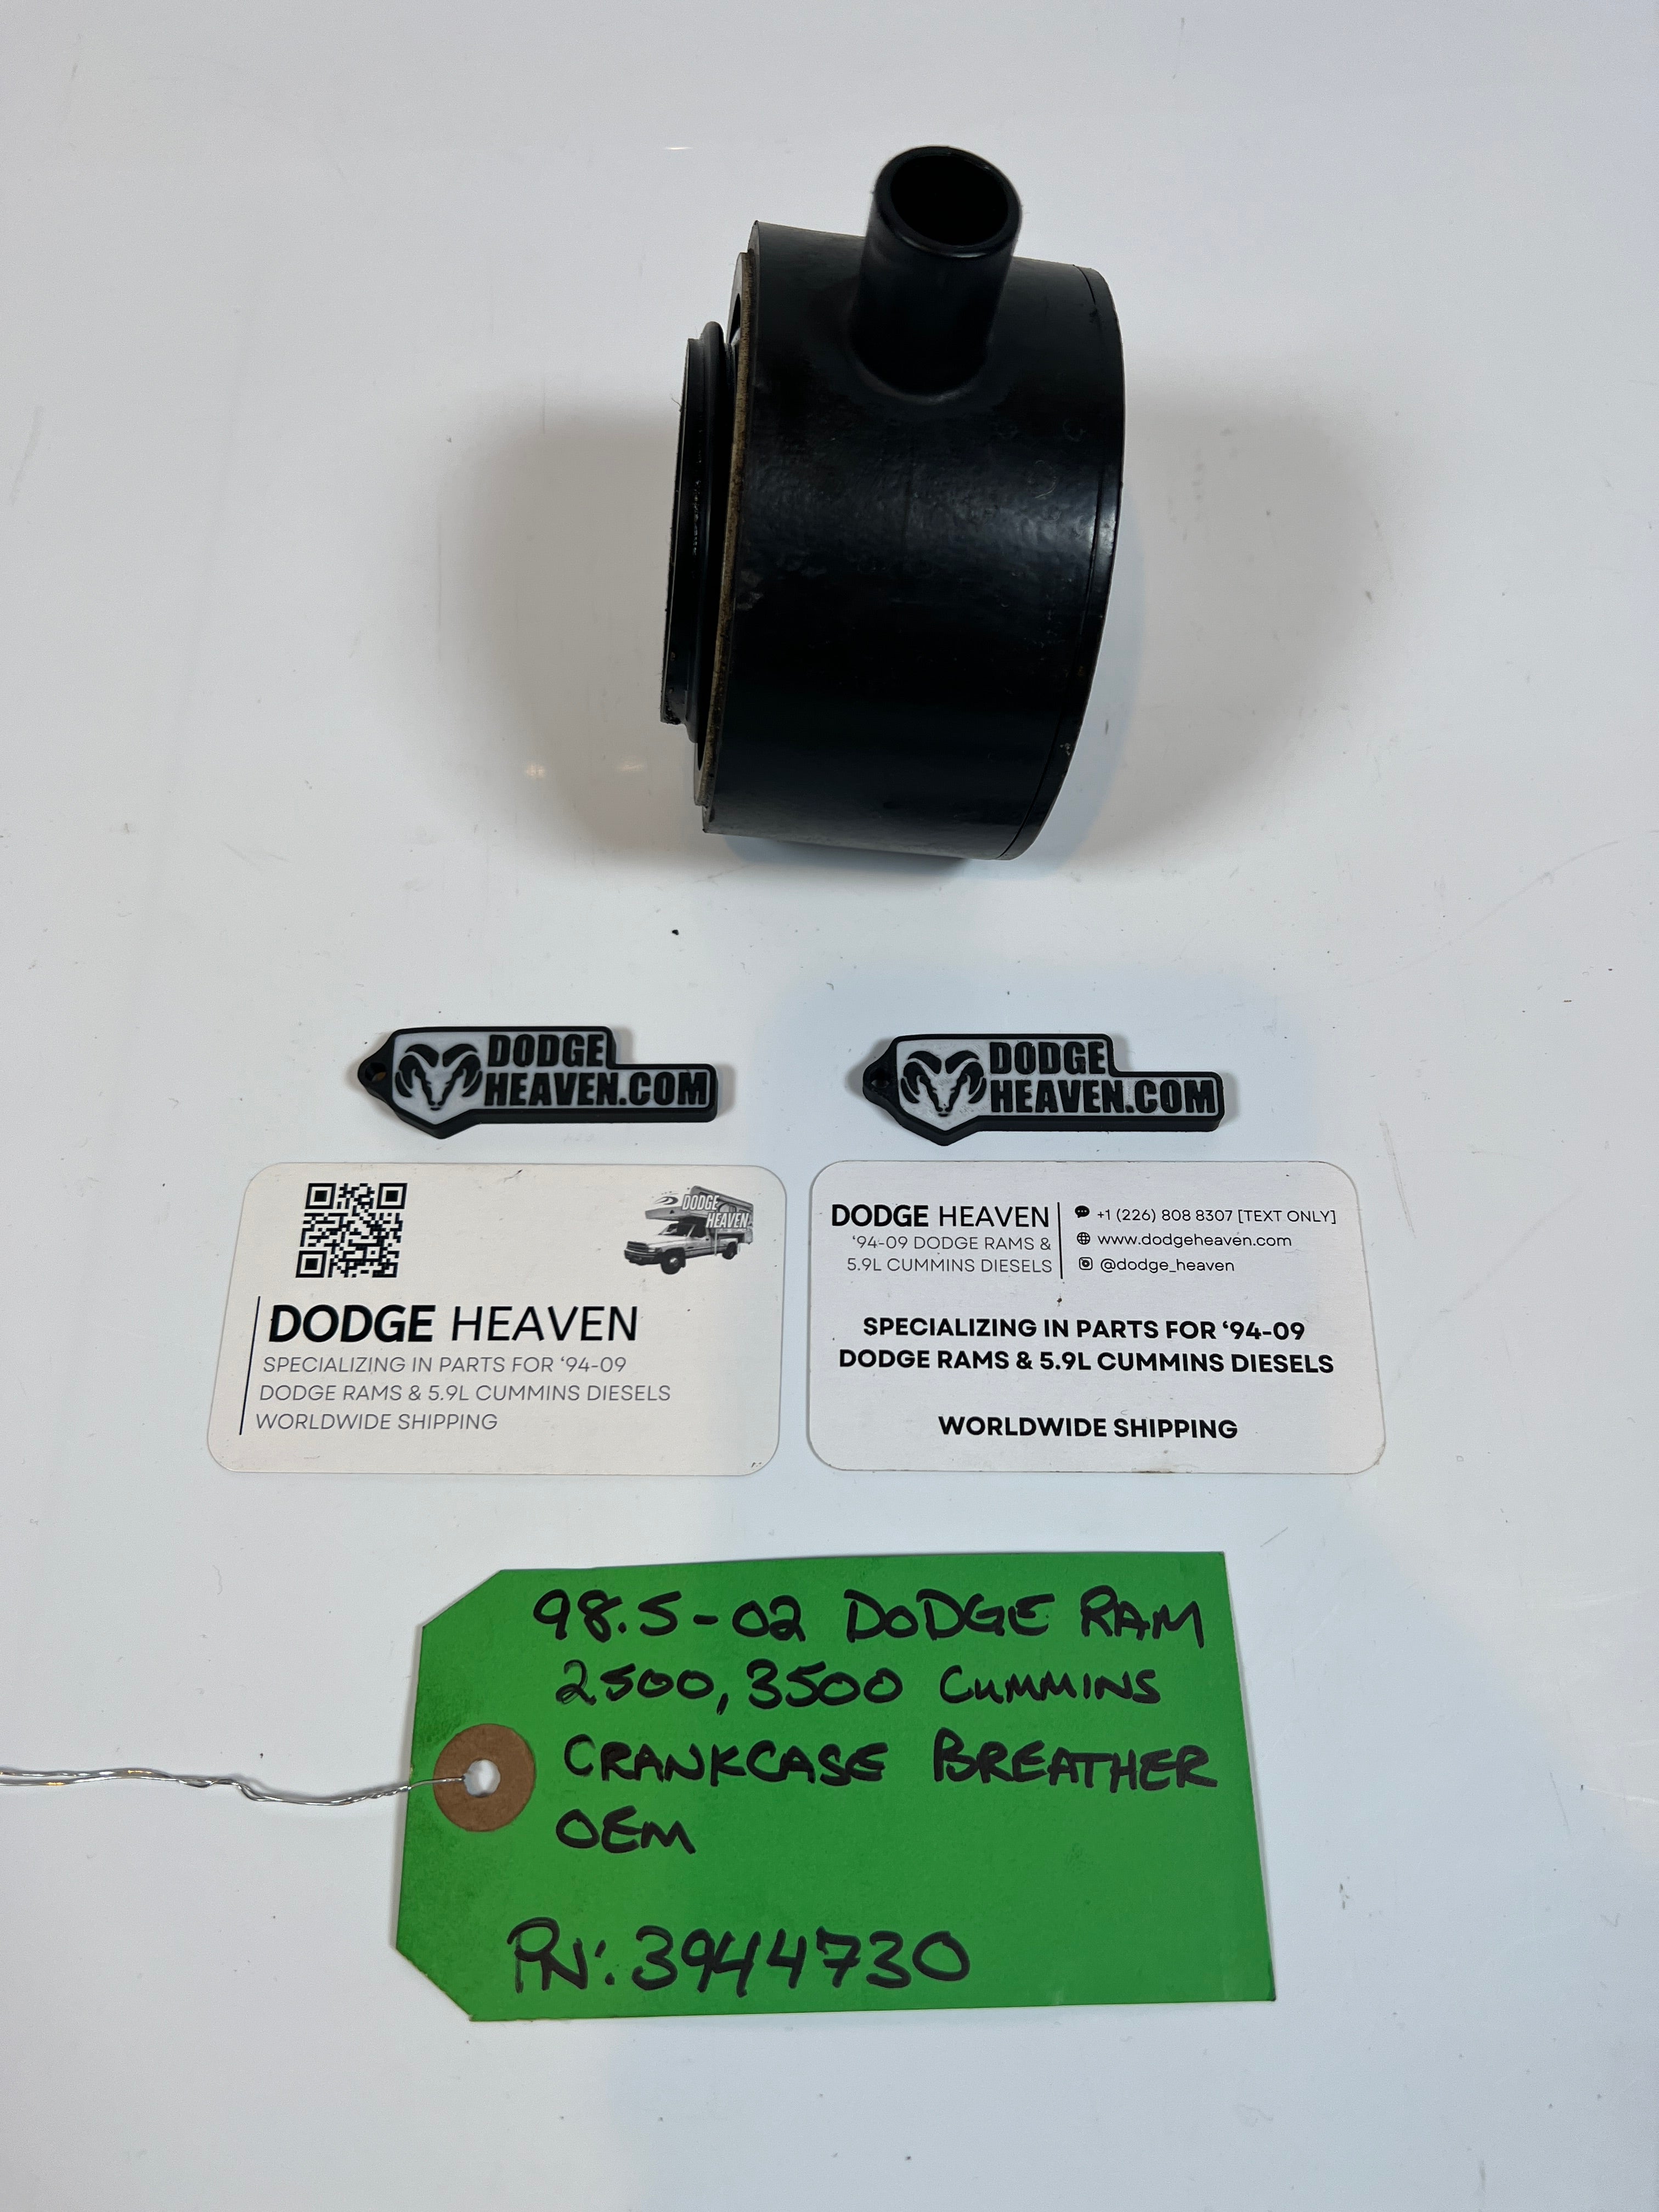 DODGE
HEAVEN.COM
DODGE
HEAVEN.COM
DODGE
HEAVEN
DODGE HEAVEN
SPECIALIZING IN PARTS FOR ‘94-09
DODGE RAMS & 5.9L CUMMINS DIESELS
WORLDWIDE SHIPPING
DODGE HEAVEN
‘94-09 DODGE RAMS &
5.9L CUMMINS DIESELS
+1 (226) 808 8307 [TEXT ONLY]
www.dodgeheaven.com
@dodge_heaven
SPECIALIZING IN PARTS FOR ‘94-09
DODGE RAMS & 5.9L CUMMINS DIESELS
WORLDWIDE SHIPPING
98.5-02 DODGE RAM
2500, 3500 CUMMINS
CRANKCASE BREATHER
OEM
PN: 3944730